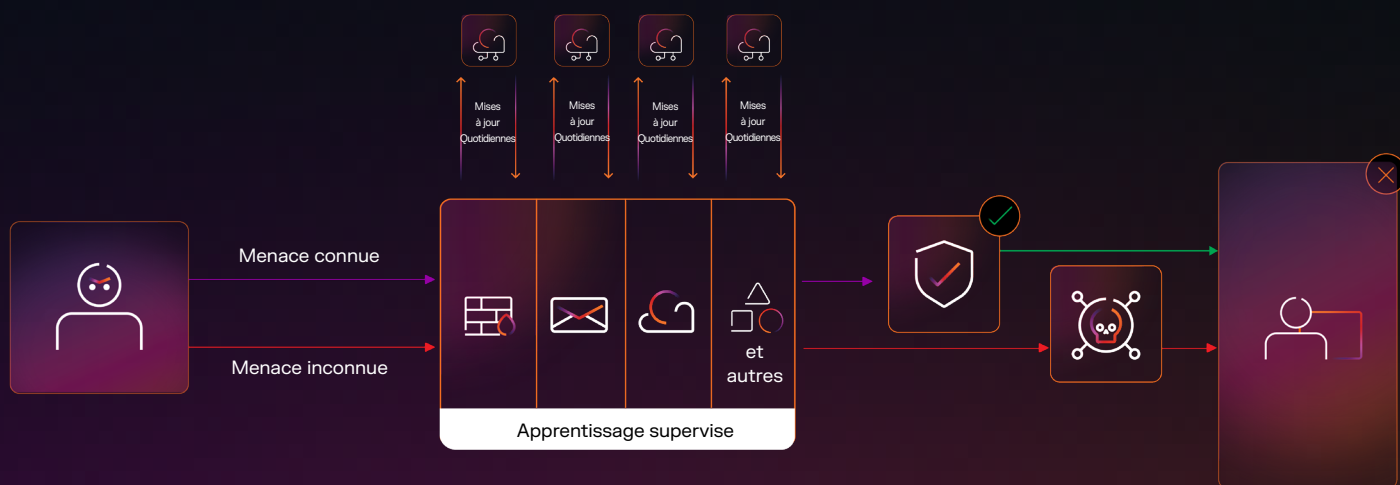 Mises
à jour
Quotidiennes
Mises
à jour
Quotidiennes
Mises
à jour
Quotidiennes
Mises
à jour
Quotidiennes
Menace connue
Menace inconnue
et
autres
Apprentissage supervise